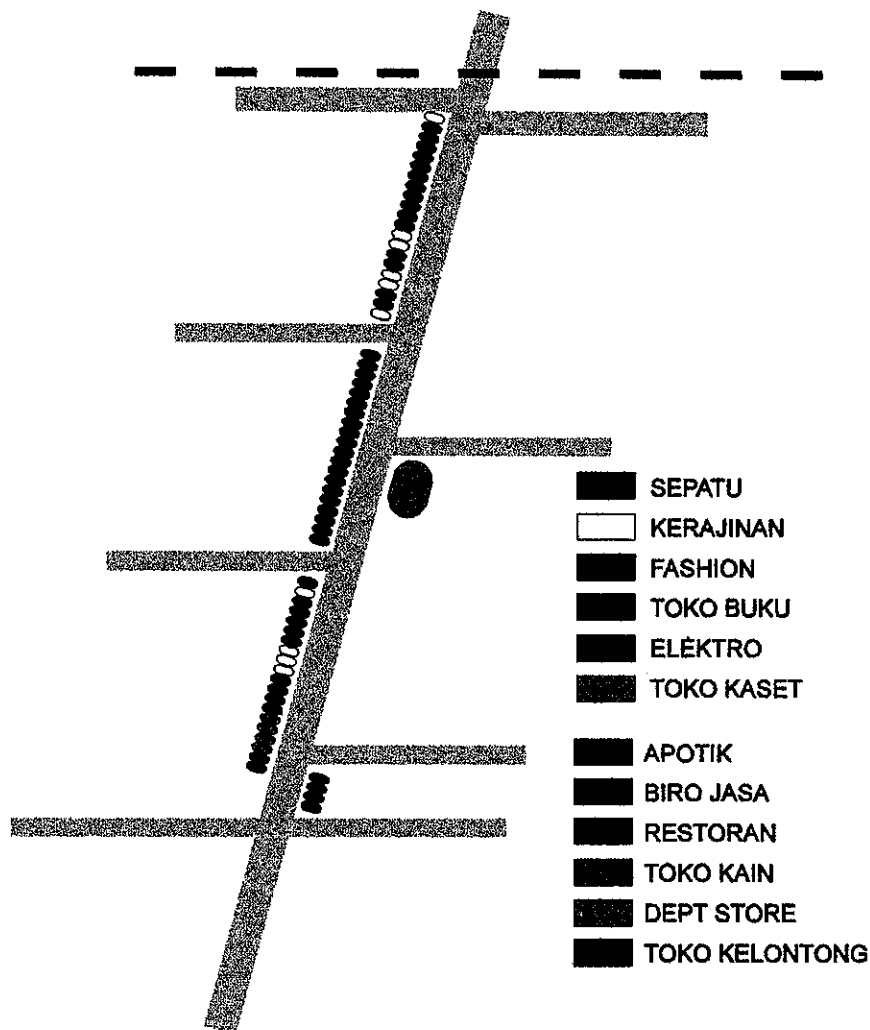 SEPATU
KERAJINAN
FASHION
TOKO BUKU
ELEKTRO
TOKO KASET
APOTIK
BIRO JASA
RESTORAN
TOKO KAIN
DEPT STORE
TOKO KELONTONG